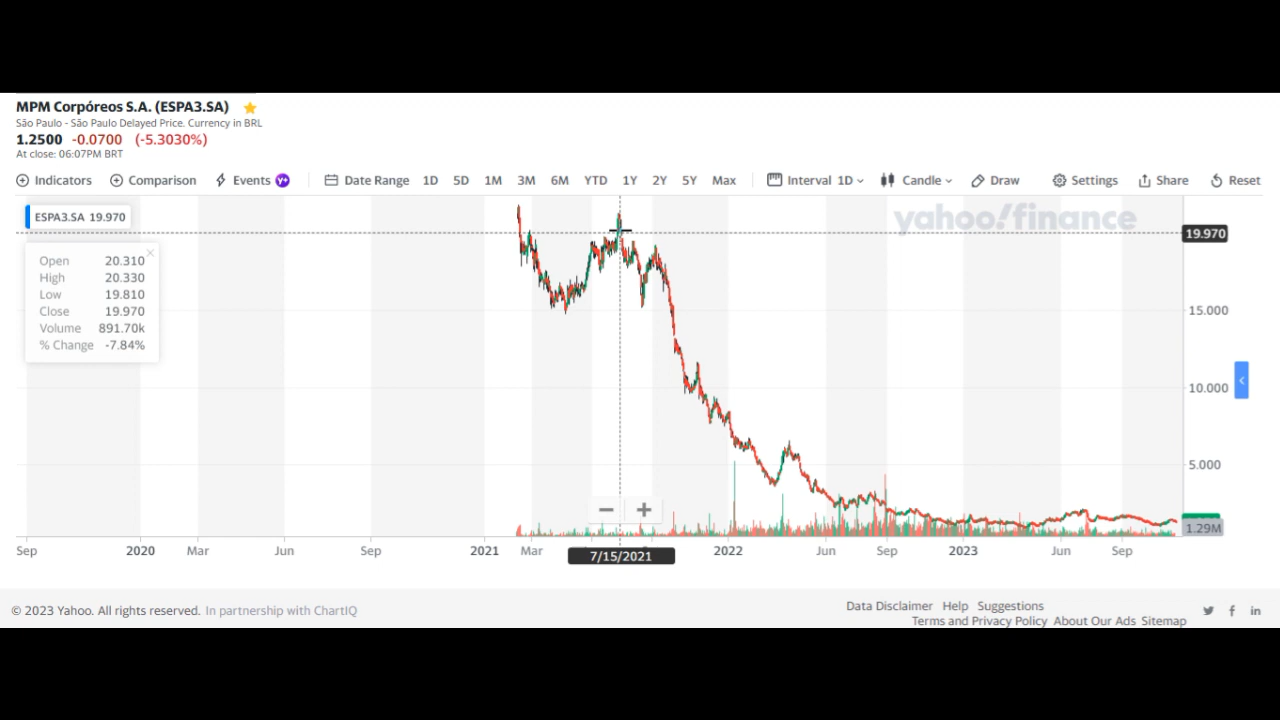 MPM Corpóreos S.A. (ESPA3.SA)
São Paulo - São Paulo Delayed Price. Currency in BRL
1.2500 -0.0700 (-5.3030%)
At close: 06:07PM BRT
Indicators Comparison Events Y+ Date Range 1D 5D 1M 3M 6M YTD 1Y 2Y 5Y Max Interval 1D Candle Draw Settings Share Reset
ESPA3.SA 19.970
yahoo!finance
19.970
Open 20.310
High 20.330
Low 19.810
Close 19.970
Volume 891.70k
% Change -7.84%
15.000
10.000
5.000
1.29M
Sep 2020 Mar Jun Sep 2021 Mar 7/15/2021 2022 Jun Sep 2023 Jun Sep
© 2023 Yahoo. All rights reserved. In partnership with ChartIQ
Data Disclaimer Help Suggestions
Terms and Privacy Policy About Our Ads Sitemap